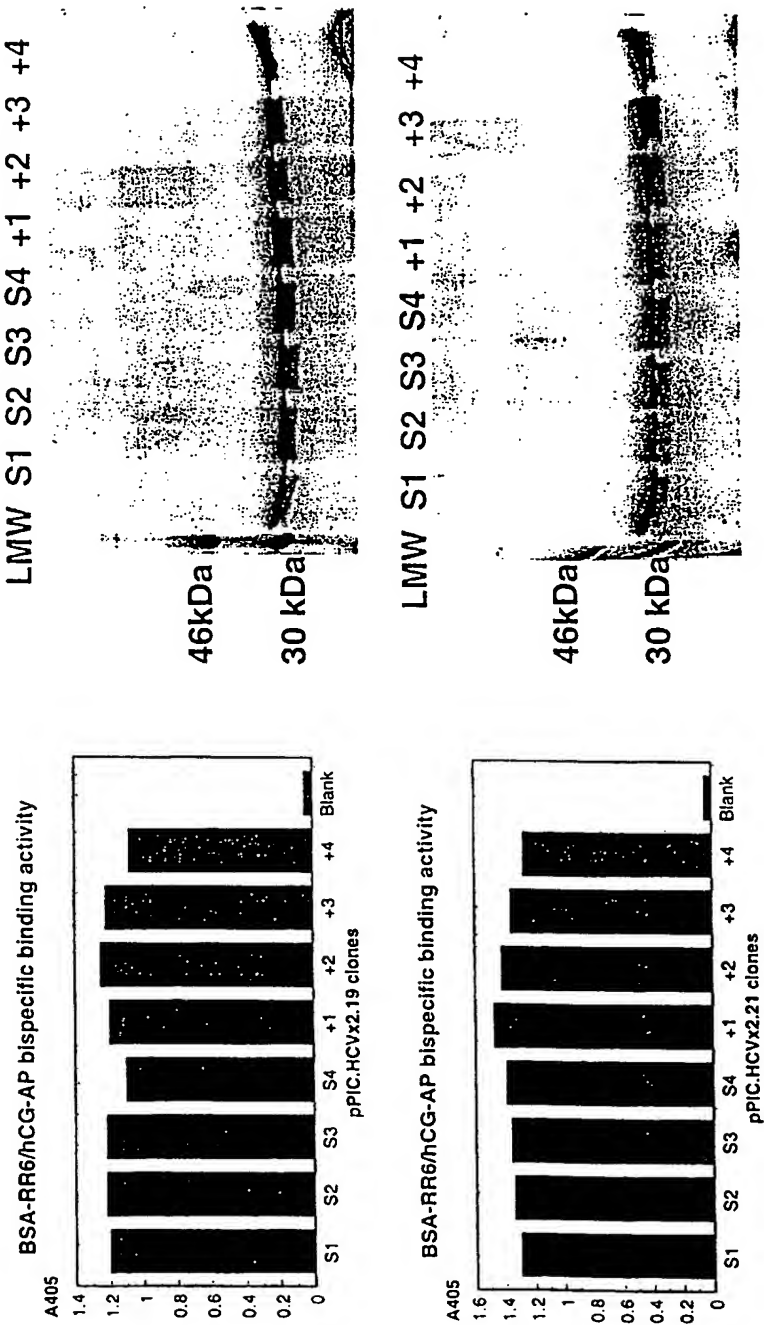 LMW S1 S2 S3 S4 +1 +2 +3 +4
46kDa
30 kDa
LMW S1 S2 S3 S4 +1 +2 +3 +4
46kDa
30 kDa
BSA-RR6/hCG-AP bispecific binding activity
A405
1.4
1.2
1
0.8
0.6
0.4
0.2
0
S1 S2 S3 S4 +1 +2 +3 +4 Blank
pPIC.HCVx2.19 clones
BSA-RR6/hCG-AP bispecific binding activity
A405
1.6
1.4
1.2
1
0.8
0.6
0.4
0.2
0
S1 S2 S3 S4 +1 +2 +3 +4 Blank
pPIC.HCVx2.21 clones